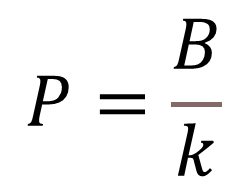 P = B/k